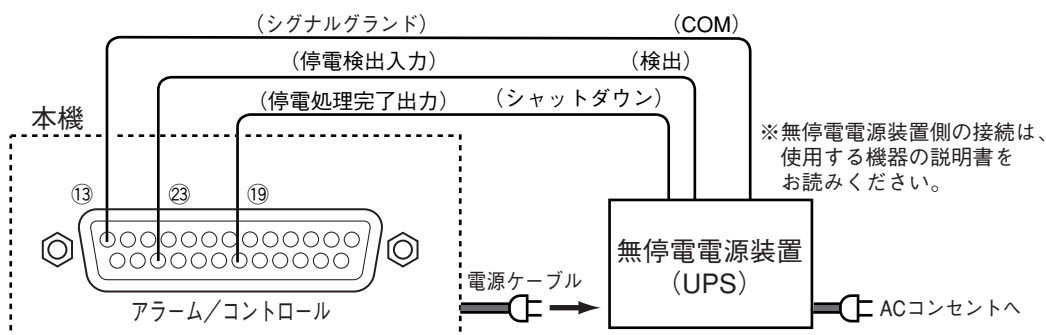 （シグナルグランド）
（COM）
（停電検出入力）
（検出）
（停電処理完了出力）
（シャットダウン）
本機
※無停電電源装置側の接続は、
使用する機器の説明書を
お読みください。
⑬
㉓
⑲
無停電電源装置
（UPS）
電源ケーブル
ACコンセントへ
アラーム／コントロール